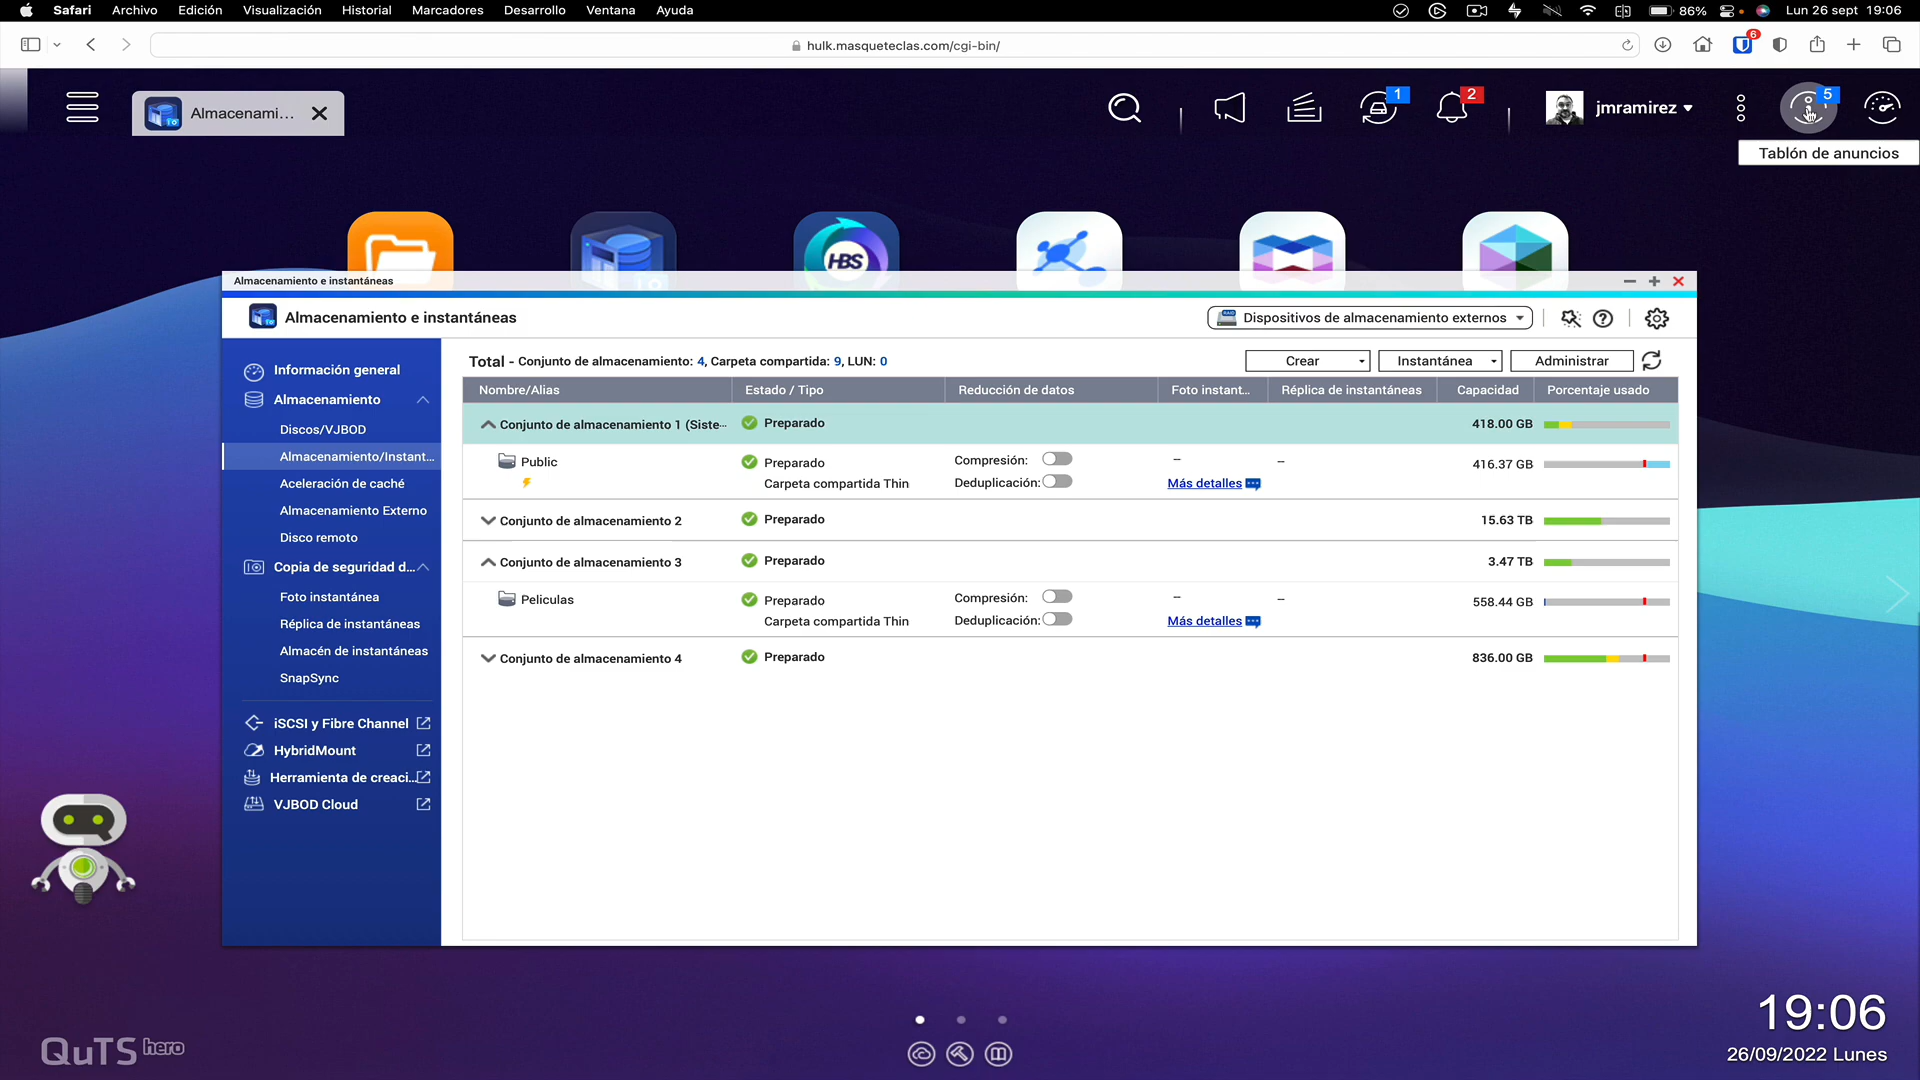 Safari Archivo Edición Visualización Historial Marcadores Desarrollo Ventana Ayuda 86% Lun 26 sept 19:06
hulk.masqueteclas.com/cgi-bin/ 6
Almacenami... 1 2 jmramirez 5
Tablón de anuncios
HBS
Almacenamiento e instantáneas
Almacenamiento e instantáneas Dispositivos de almacenamiento externos
Información general
Almacenamiento
Discos/VJBOD
Almacenamiento/Instant...
Aceleración de caché
Almacenamiento Externo
Disco remoto
Copia de seguridad d...
Foto instantánea
Réplica de instantáneas
Almacén de instantáneas
SnapSync
iSCSI y Fibre Channel
HybridMount
Herramienta de creaci...
VJBOD Cloud
Total - Conjunto de almacenamiento: 4, Carpeta compartida: 9, LUN: 0 Crear Instantánea Administrar
Nombre/Alias Estado / Tipo Reducción de datos Foto instant... Réplica de instantáneas Capacidad Porcentaje usado
Conjunto de almacenamiento 1 (Siste··· Preparado 418.00 GB
Public Preparado Compresión: -- -- 416.37 GB
Carpeta compartida Thin Deduplicación: Más detalles
Conjunto de almacenamiento 2 Preparado 15.63 TB
Conjunto de almacenamiento 3 Preparado 3.47 TB
Peliculas Preparado Compresión: -- -- 558.44 GB
Carpeta compartida Thin Deduplicación: Más detalles
Conjunto de almacenamiento 4 Preparado 836.00 GB
19:06
26/09/2022 Lunes
QuTS hero